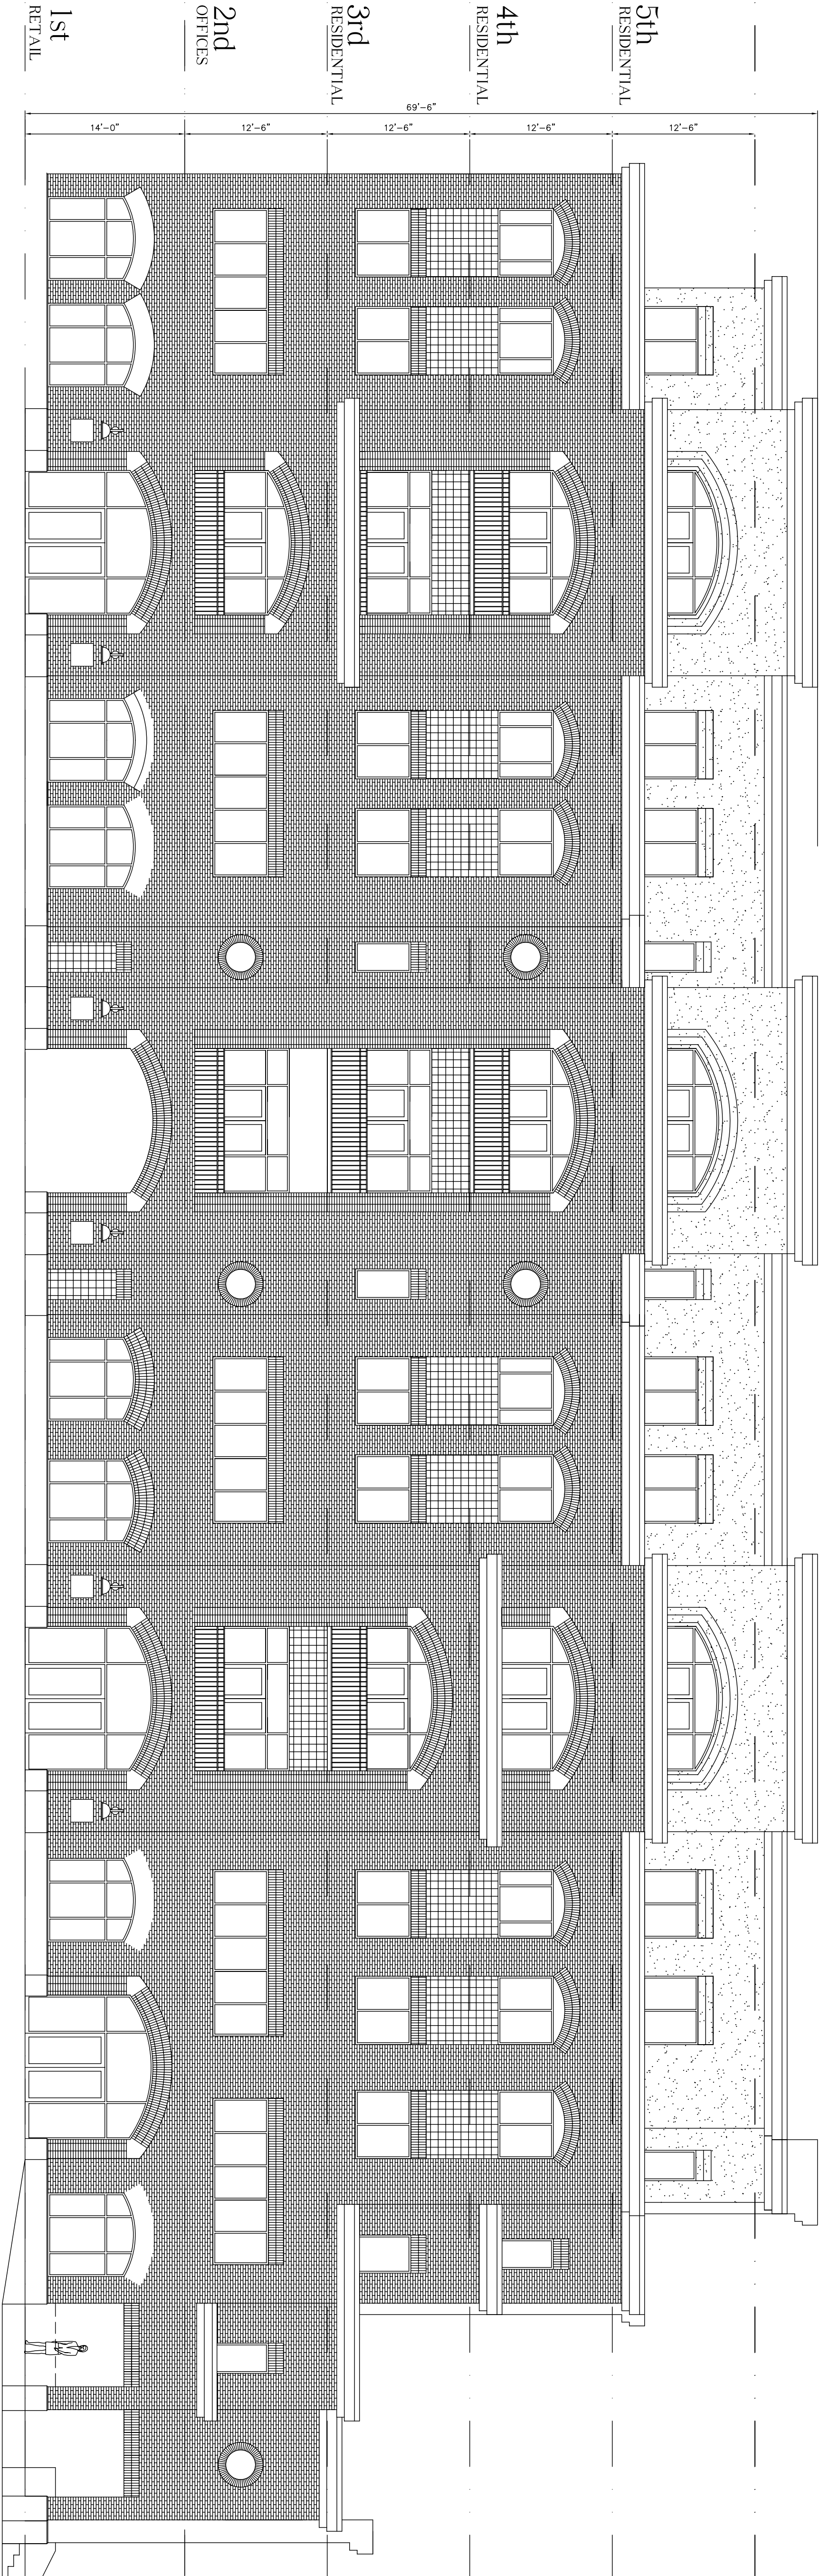 5th
RESIDENTIAL
4th
RESIDENTIAL
3rd
RESIDENTIAL
2nd
OFFICES
1st
RETAIL
69'-6"
12'-6"
12'-6"
12'-6"
12'-6"
14'-0"